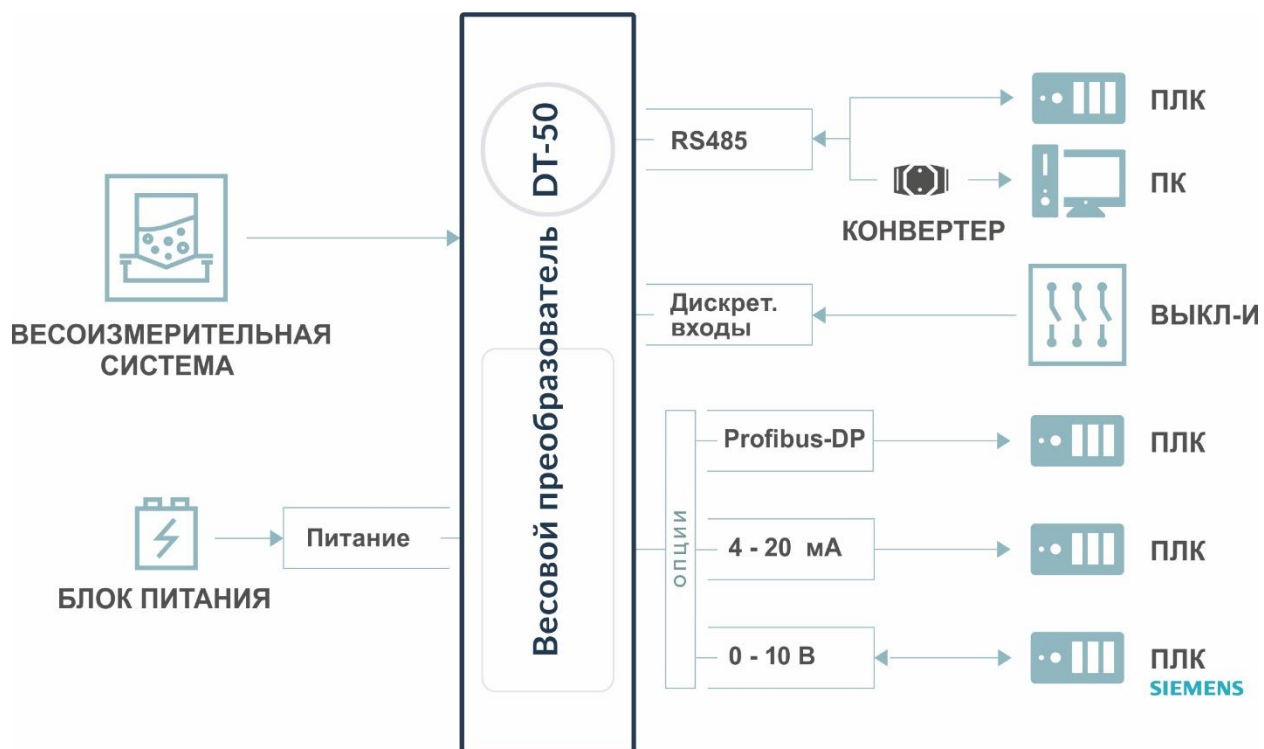 ВЕСОИЗМЕРИТЕЛЬНАЯ
СИСТЕМА
Питание
БЛОК ПИТАНИЯ
Весовой преобразователь DT-50
RS485
ПЛК
ПК
КОНВЕРТЕР
Дискрет.
входы
ВЫКЛ-И
ОПЦИИ
Profibus-DP
ПЛК
4 - 20 мА
ПЛК
0 - 10 В
ПЛК
SIEMENS